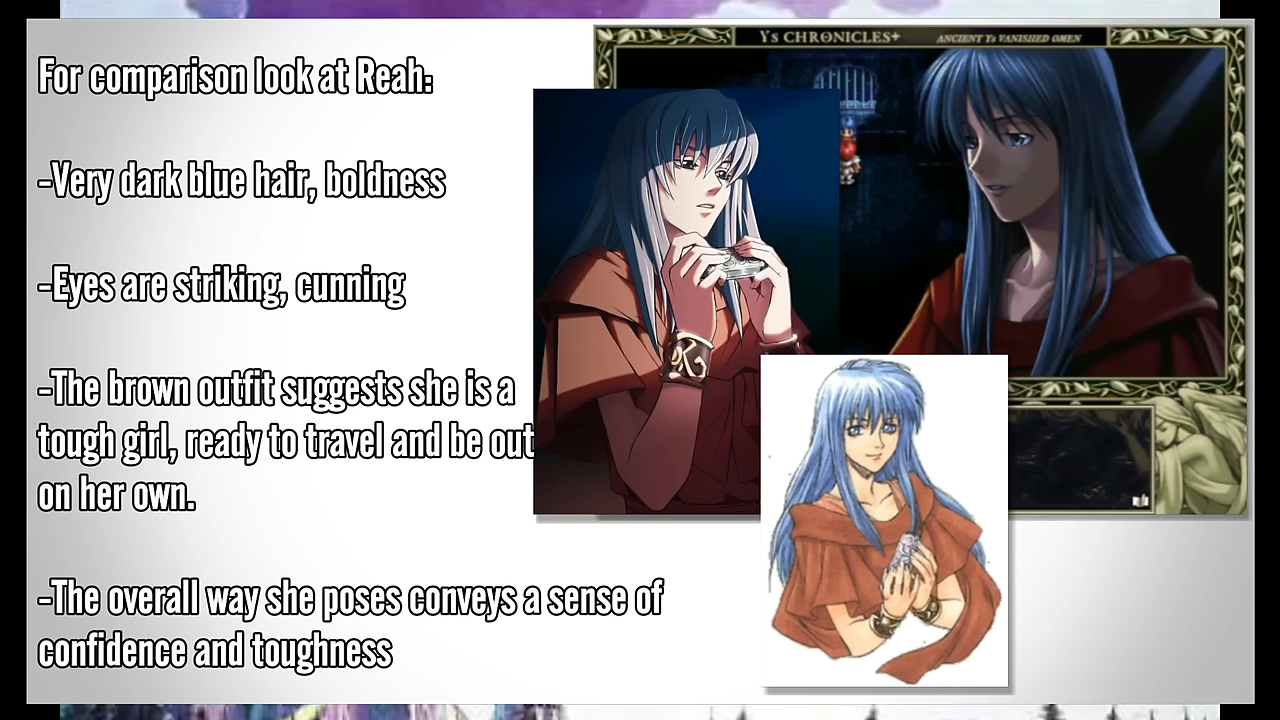 Ys CHRONICLES+ ANCIENT Ys VANISHED OMEN
For comparison look at Reah:
-Very dark blue hair, boldness
-Eyes are striking, cunning
-The brown outfit suggests she is a
tough girl, ready to travel and be out
on her own.
-The overall way she poses conveys a sense of
confidence and toughness